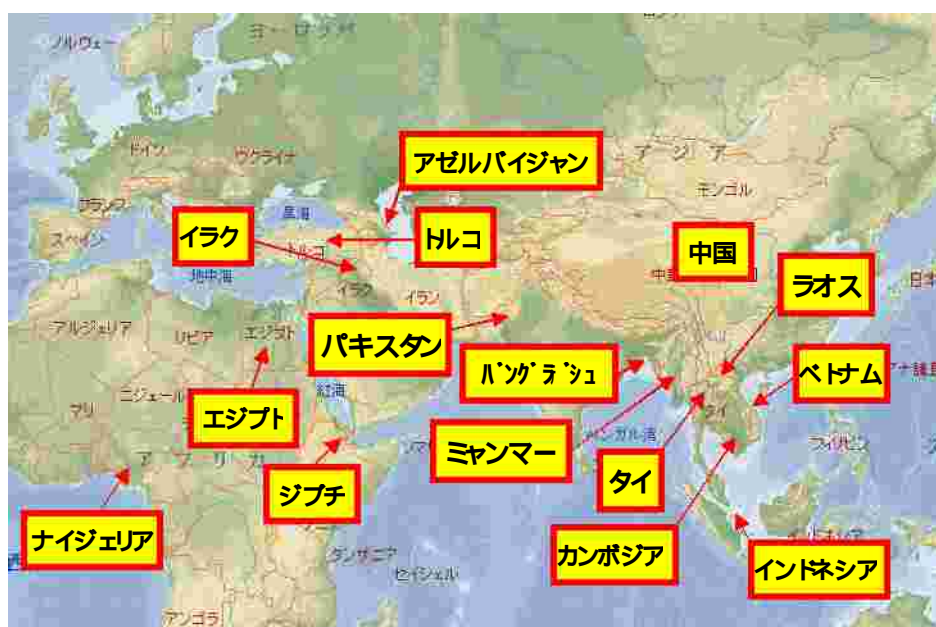 ノルウェー
ヨーロッパ
ドイツ
ウクライナ
アゼルバイジャン
アジア
モンゴル
フランス
スペイン
黒海
イラク
トルコ
トルコ
中国
地中海
イラク
イラン
ラオス
日本
アルジェリア
リビア
エジプト
パキスタン
バングラデシュ
ベトナム
マリ
ニジェール
紅海
エジプト
タイ
ミャンマー
ベンガル湾
フィリピン
アフリカ
ジブチ
タイ
ナイジェリア
カンボジア
インドネシア
タンザニア
セイシェル
インドネシア
アンゴラ